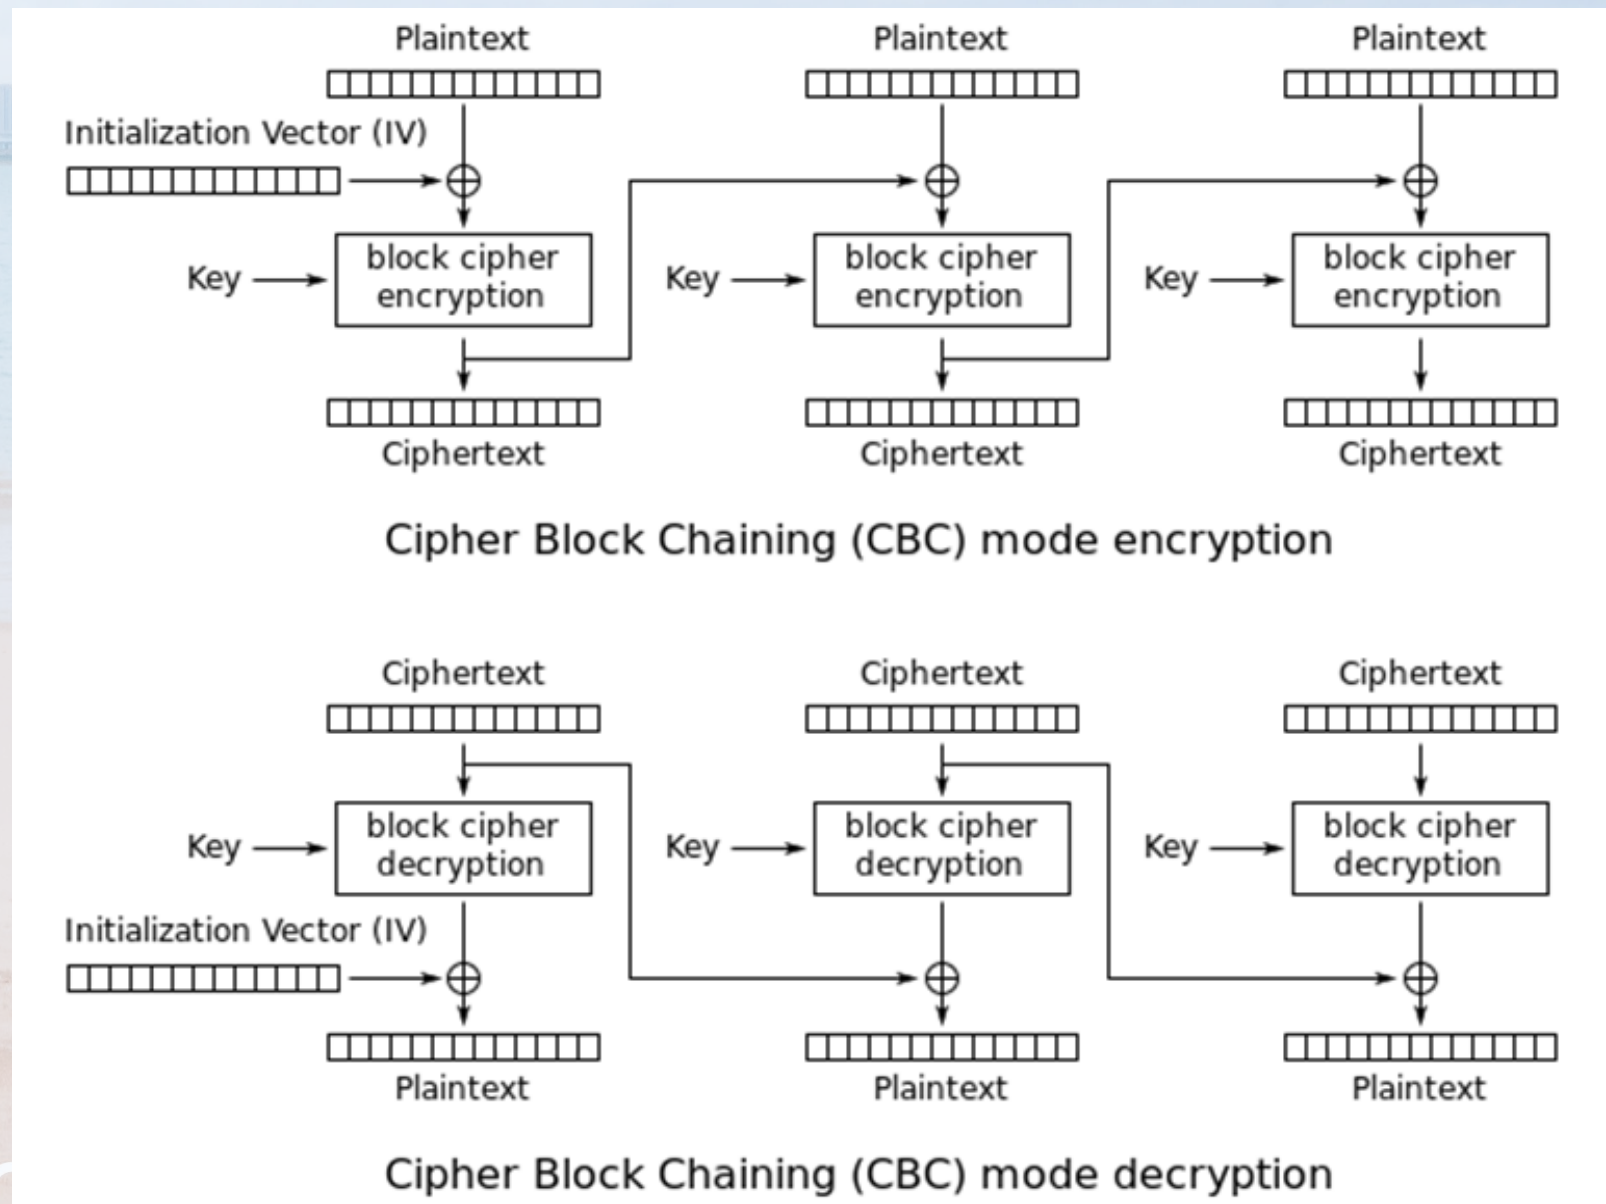 Plaintext Plaintext Plaintext
Initialization Vector (IV)
Key block cipher Key block cipher Key block cipher
encryption encryption encryption
Ciphertext Ciphertext Ciphertext
Cipher Block Chaining (CBC) mode encryption
Ciphertext Ciphertext Ciphertext
Key block cipher Key block cipher Key block cipher
decryption decryption decryption
Initialization Vector (IV)
Plaintext Plaintext Plaintext
Cipher Block Chaining (CBC) mode decryption